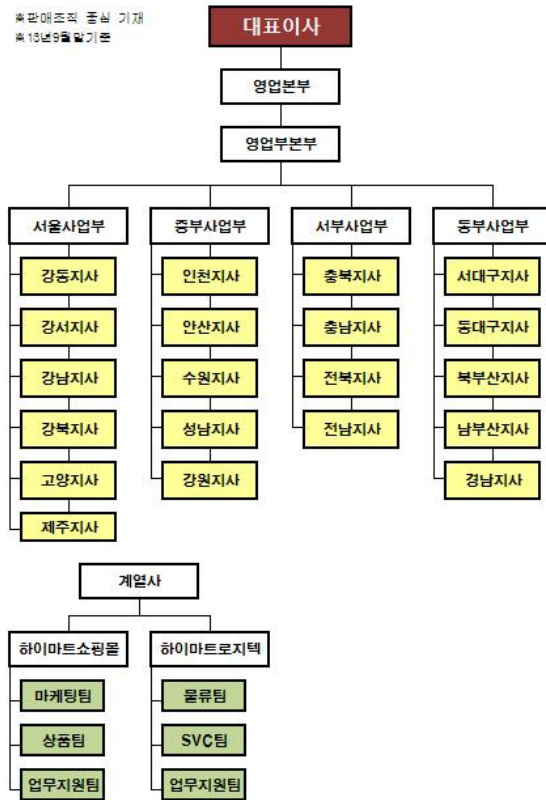 ※판매조직 중심 기재
※16년9월말기준
대표이사
영업본부
영업부본부
서울사업부
중부사업부
서부사업부
동부사업부
강동지사
인천지사
충북지사
서대구지사
강서지사
안산지사
충남지사
동대구지사
강남지사
수원지사
전북지사
북부산지사
강북지사
성남지사
전남지사
남부산지사
고양지사
강원지사
경남지사
제주지사
계열사
하이마트쇼핑몰
하이마트로지텍
마케팅팀
물류팀
상품팀
SVC팀
업무지원팀
업무지원팀